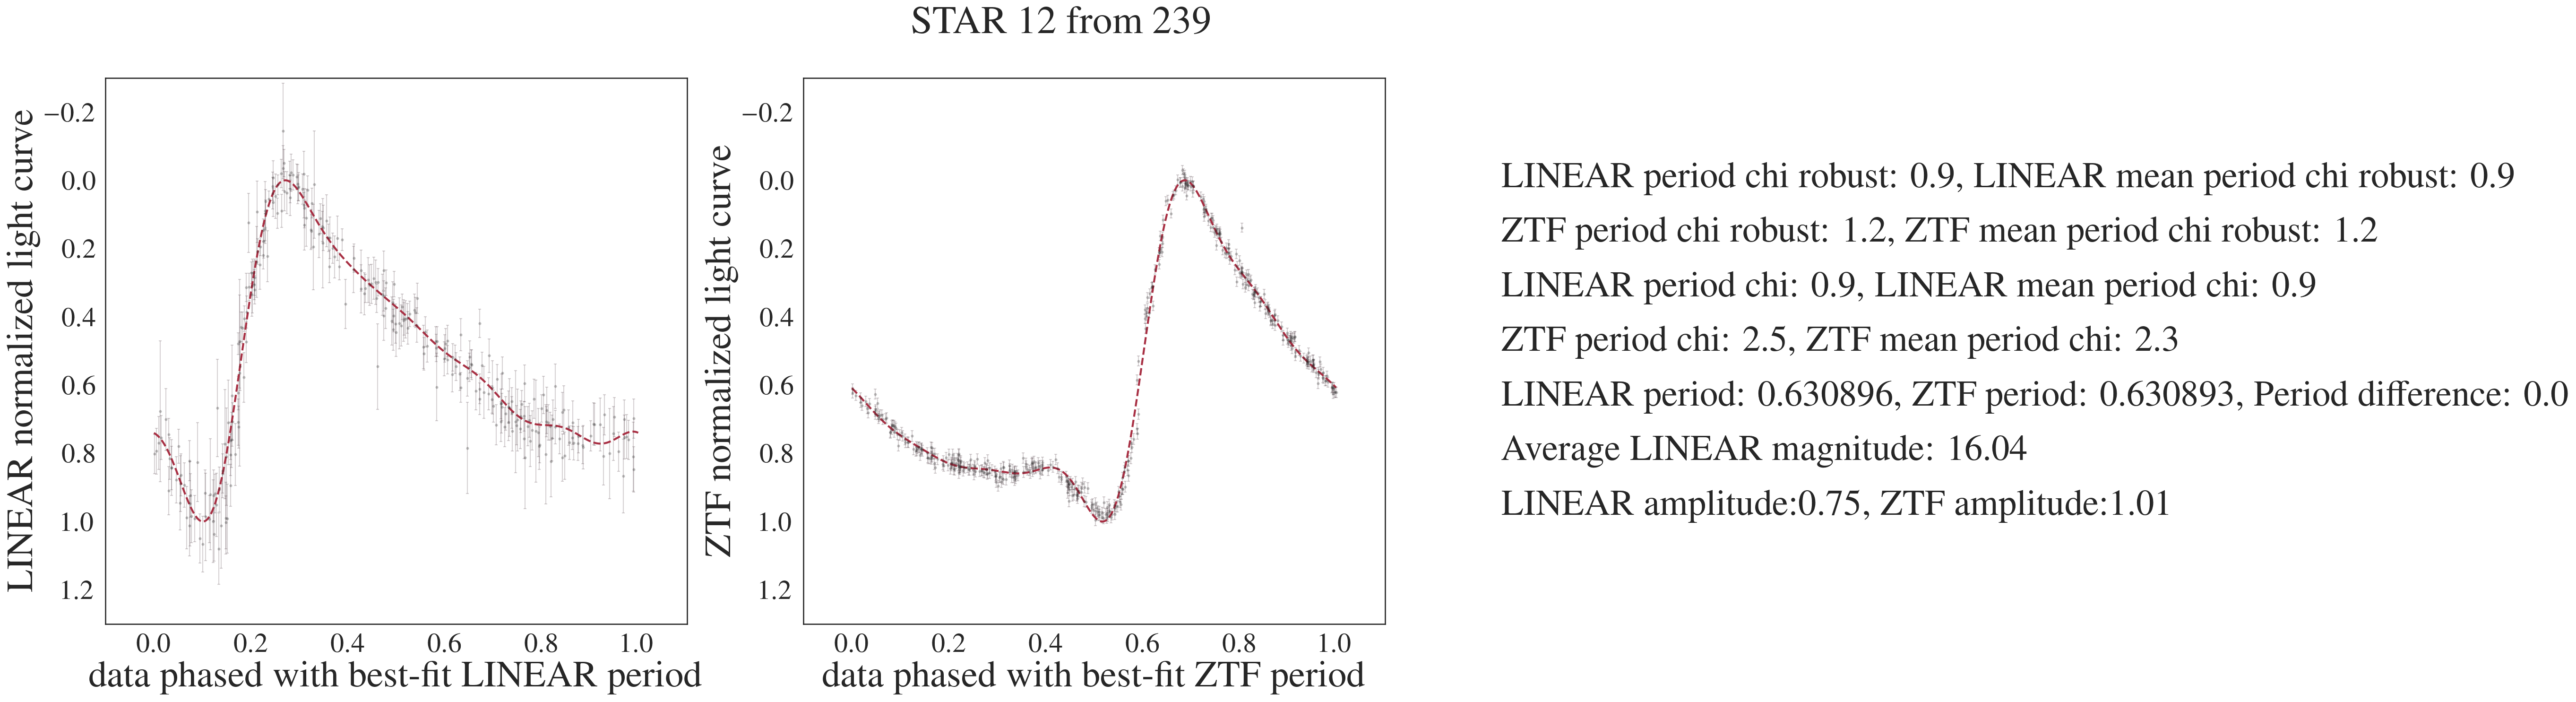 STAR 12 from 239
LINEAR normalized light curve
−0.2
0.0
0.2
0.4
0.6
0.8
1.0
1.2
0.0 0.2 0.4 0.6 0.8 1.0
data phased with best-fit LINEAR period
ZTF normalized light curve
−0.2
0.0
0.2
0.4
0.6
0.8
1.0
1.2
0.0 0.2 0.4 0.6 0.8 1.0
data phased with best-fit ZTF period
LINEAR period chi robust: 0.9, LINEAR mean period chi robust: 0.9
ZTF period chi robust: 1.2, ZTF mean period chi robust: 1.2
LINEAR period chi: 0.9, LINEAR mean period chi: 0.9
ZTF period chi: 2.5, ZTF mean period chi: 2.3
LINEAR period: 0.630896, ZTF period: 0.630893, Period difference: 0.0
Average LINEAR magnitude: 16.04
LINEAR amplitude:0.75, ZTF amplitude:1.01